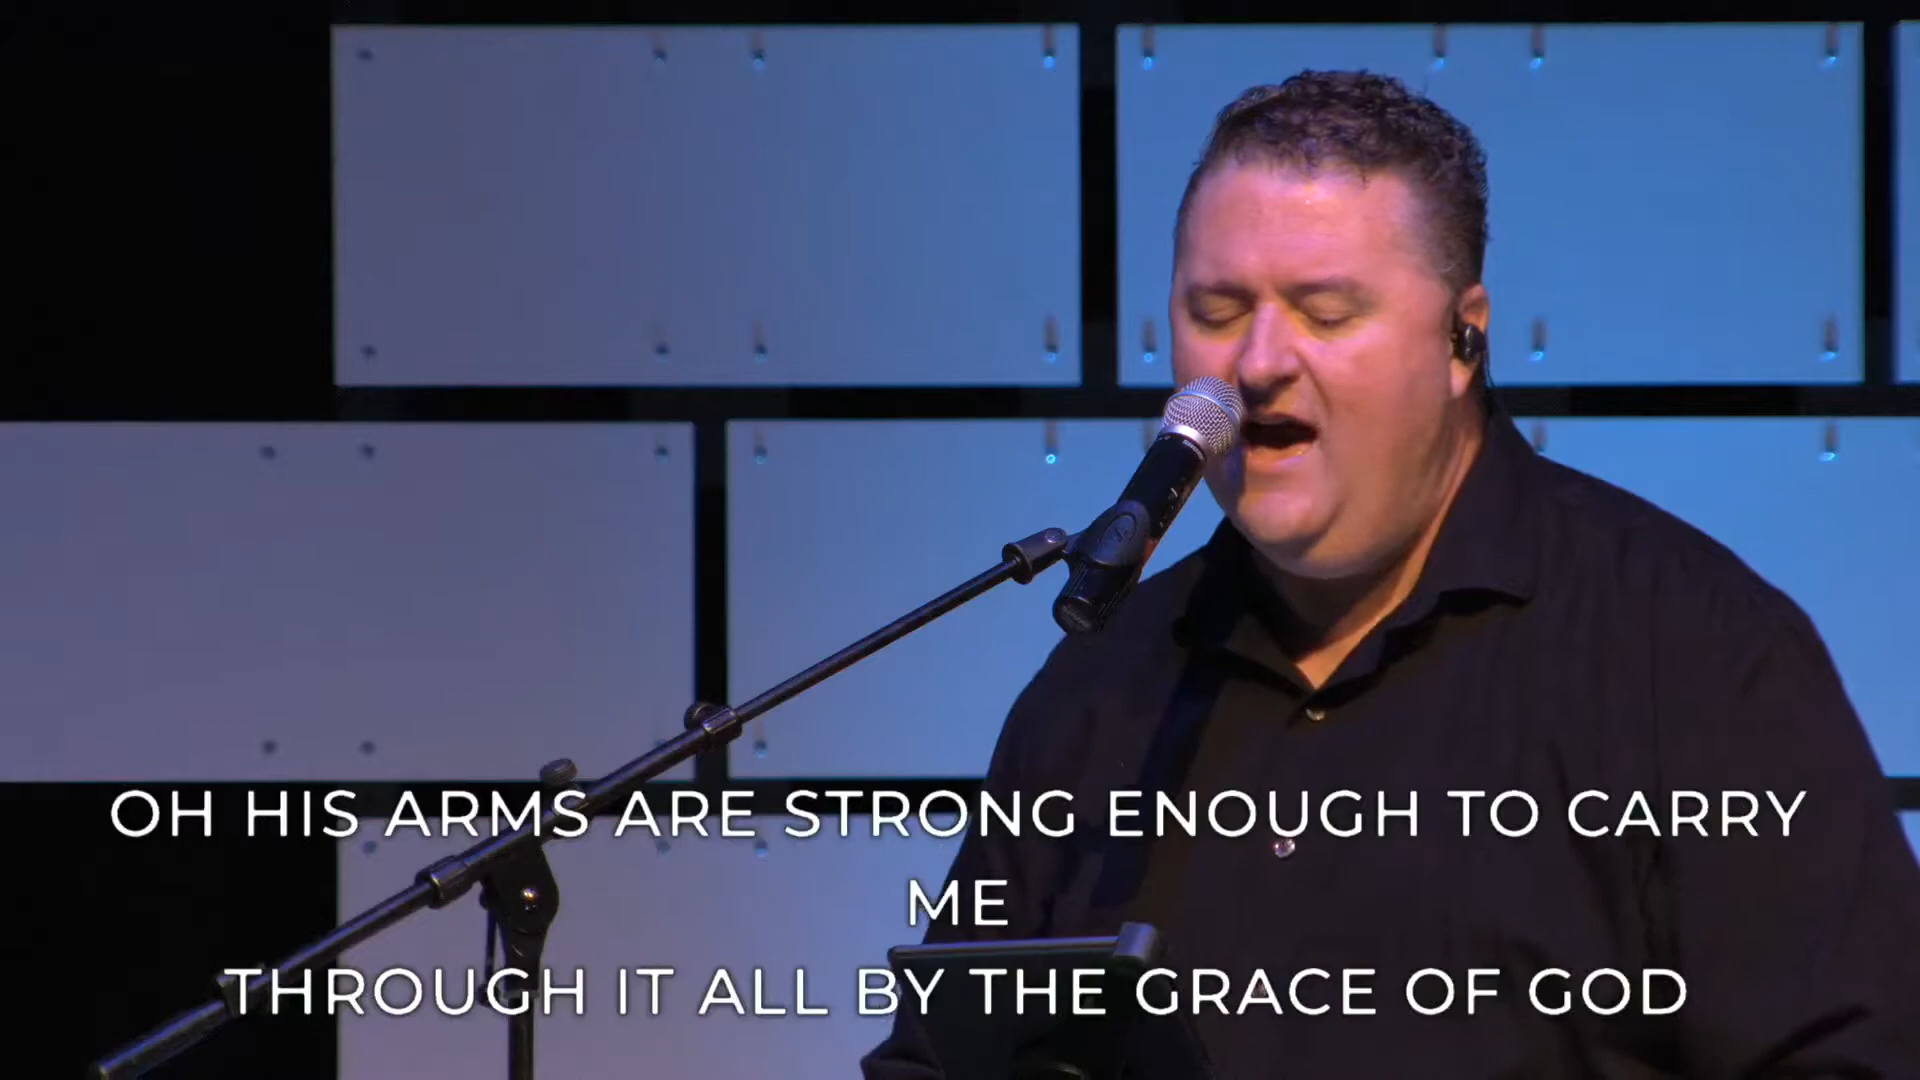 OH HIS ARMS ARE STRONG ENOUGH TO CARRY
ME
THROUGH IT ALL BY THE GRACE OF GOD